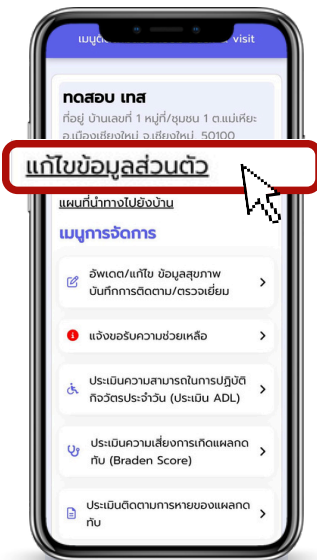 visit
ทดสอบ เทส
ที่อยู่ บ้านเลขที่ 1 หมู่ที่/ชุมชน 1 ต.แม่เหียะ
อ.เมืองเชียงใหม่ จ.เชียงใหม่ 50100
แก้ไขข้อมูลส่วนตัว
แผนที่นำทางไปยังบ้าน
เมนูการจัดการ
อัพเดต/แก้ไข ข้อมูลสุขภาพ
บันทึกการติดตาม/ตรวจเยี่ยม
แจ้งขอรับความช่วยเหลือ
ประเมินความสามารถในการปฏิบัติ
กิจวัตรประจำวัน (ประเมิน ADL)
ประเมินความเสี่ยงการเกิดแผลกด
ทับ (Braden Score)
ประเมินติดตามการหายของแผลกด
ทับ